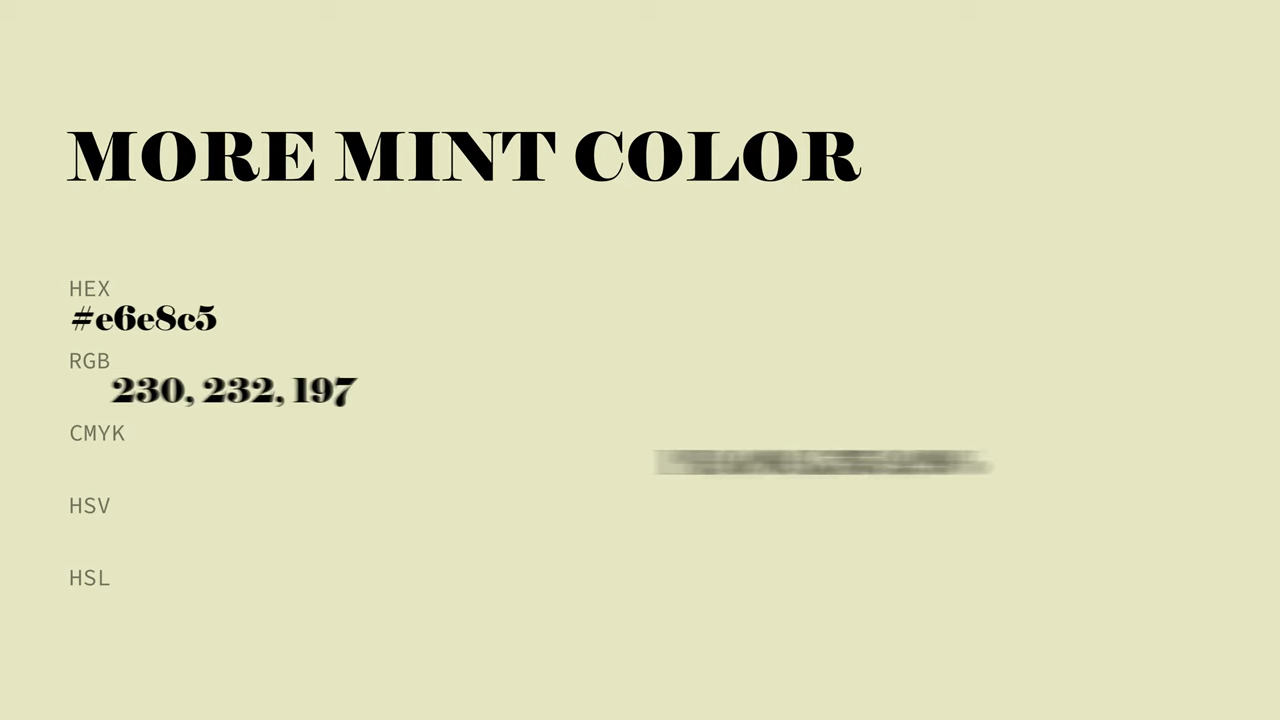 MORE MINT COLOR
HEX
#e6e8c5
RGB
230, 232, 197
CMYK
HSV
HSL